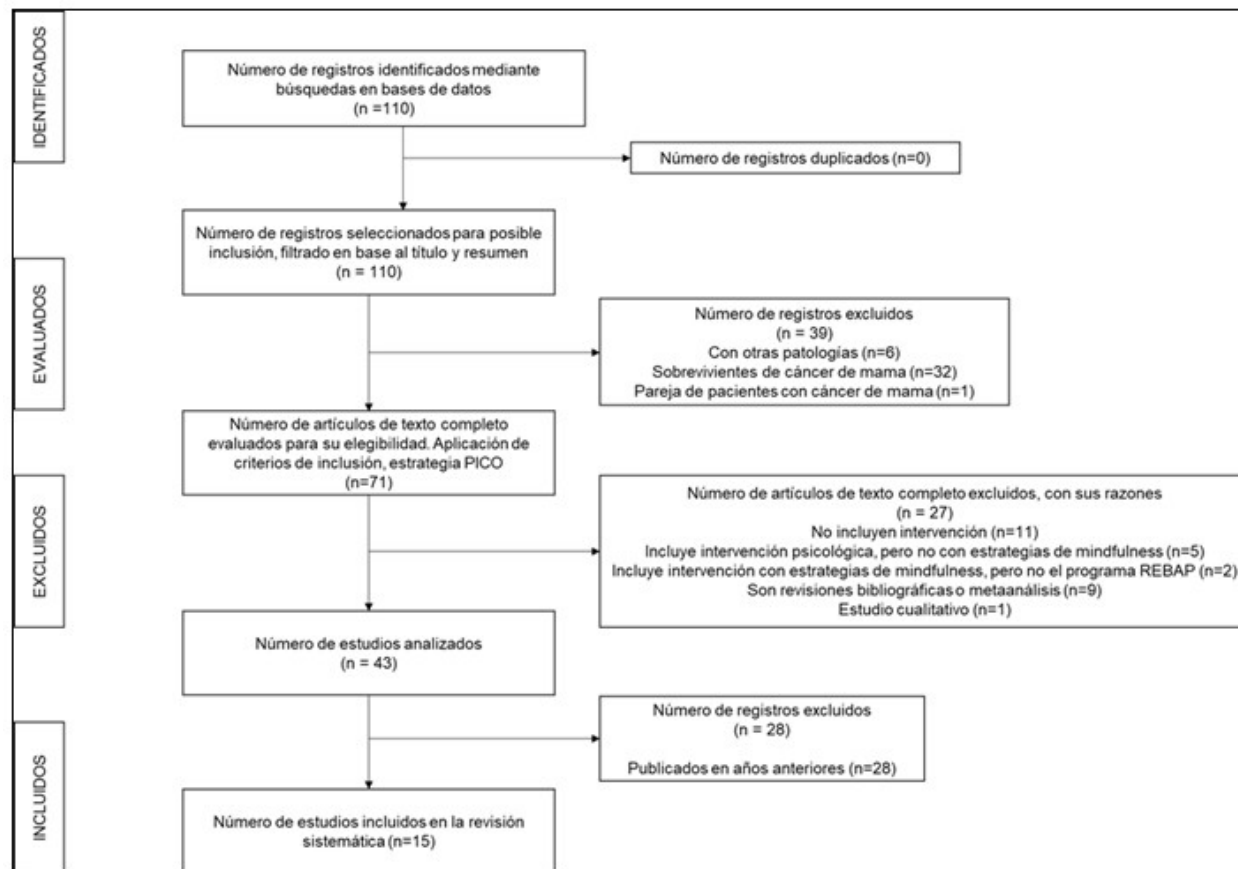 IDENTIFICADOS
Número de registros identificados mediante
búsquedas en bases de datos
(n =110)
Número de registros duplicados (n=0)
Número de registros seleccionados para posible
inclusión, filtrado en base al título y resumen
(n = 110)
EVALUADOS
Número de registros excluidos
(n = 39)
Con otras patologías (n=6)
Sobrevivientes de cáncer de mama (n=32)
Pareja de pacientes con cáncer de mama (n=1)
Número de artículos de texto completo
evaluados para su elegibilidad. Aplicación de
criterios de inclusión, estrategia PICO
(n=71)
EXCLUIDOS
Número de artículos de texto completo excluidos, con sus razones
(n = 27)
No incluyen intervención (n=11)
Incluye intervención psicológica, pero no con estrategias de mindfulness (n=5)
Incluye intervención con estrategias de mindfulness, pero no el programa REBAP (n=2)
Son revisiones bibliográficas o metaanálisis (n=9)
Estudio cualitativo (n=1)
Número de estudios analizados
(n = 43)
Número de registros excluidos
(n = 28)
Publicados en años anteriores (n=28)
INCLUIDOS
Número de estudios incluidos en la revisión
sistemática (n=15)